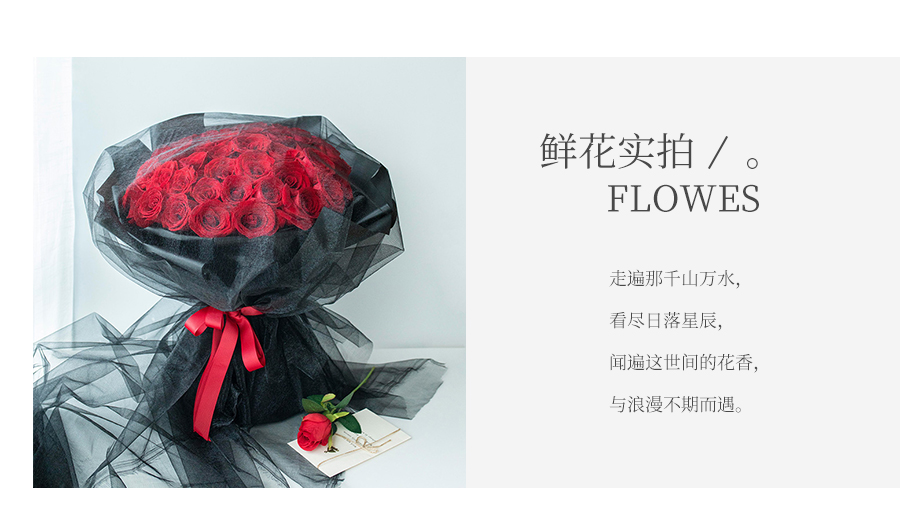 鲜花实拍 / 。
FLOWES
走遍那千山万水，
看尽日落星辰，
闻遍这世间的花香，
与浪漫不期而遇。